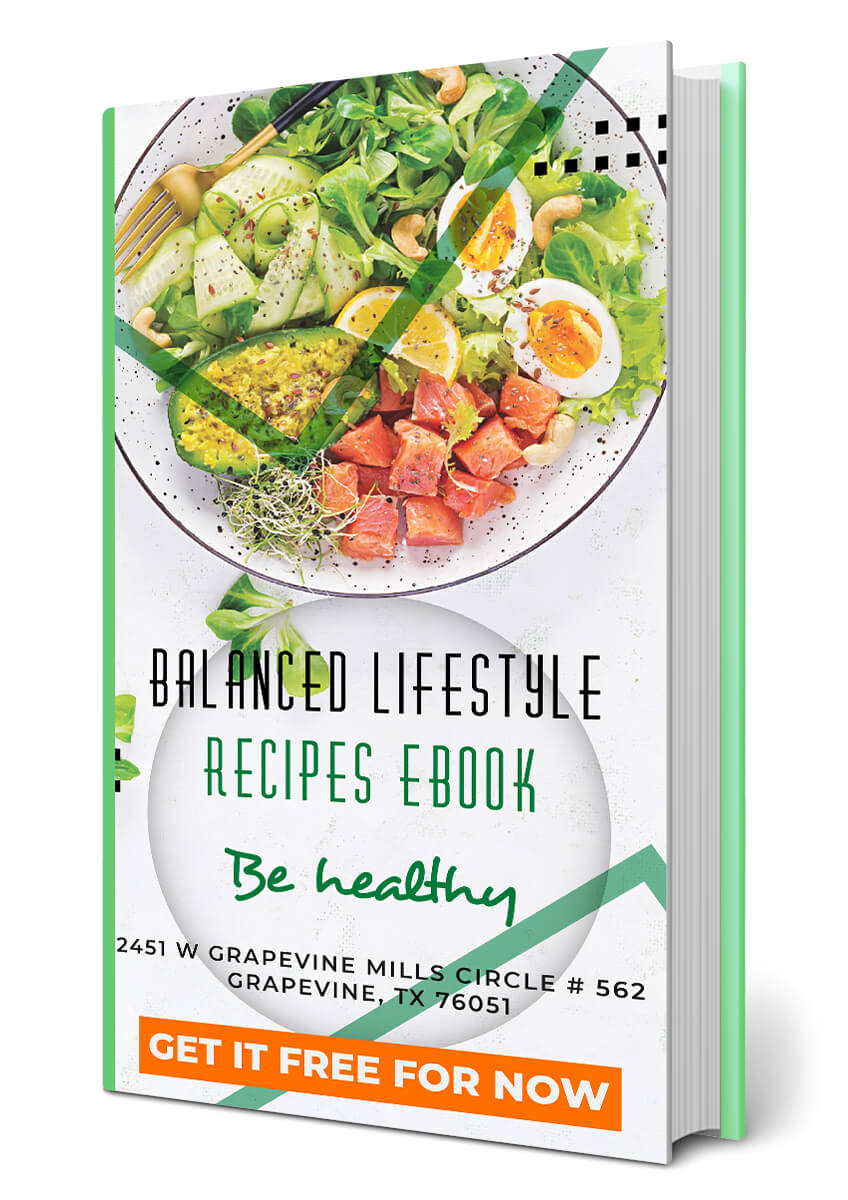 BALANCED LIFESTYLE
RECIPES EBOOK
Be healthy
2451 W GRAPEVINE MILLS CIRCLE # 562
GRAPEVINE, TX 76051
GET IT FREE FOR NOW